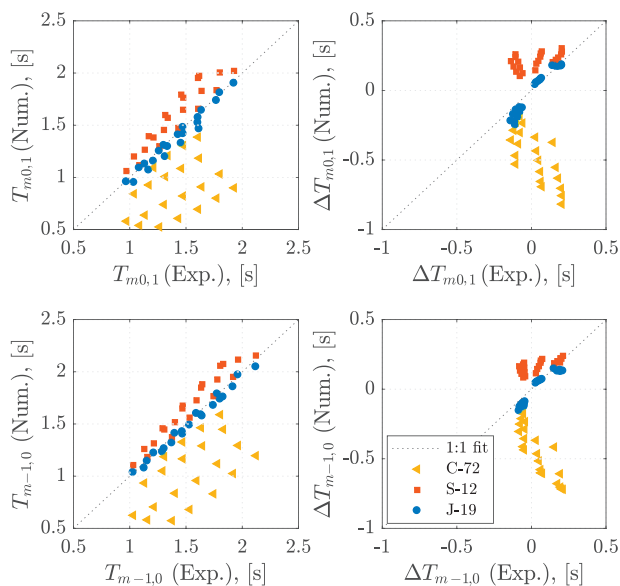 2.5
2
1.5
1
0.5
0.5 1 1.5 2 2.5
T_{m0,1} (Num.), [s]
T_{m0,1} (Exp.), [s]
0.5
0
-0.5
-1
-1 -0.5 0 0.5
ΔT_{m0,1} (Num.), [s]
ΔT_{m0,1} (Exp.), [s]
2.5
2
1.5
1
0.5
0.5 1 1.5 2 2.5
T_{m−1,0} (Num.), [s]
T_{m−1,0} (Exp.), [s]
0.5
0
-0.5
-1
-1 -0.5 0 0.5
ΔT_{m−1,0} (Num.), [s]
ΔT_{m−1,0} (Exp.), [s]
1:1 fit
C-72
S-12
J-19